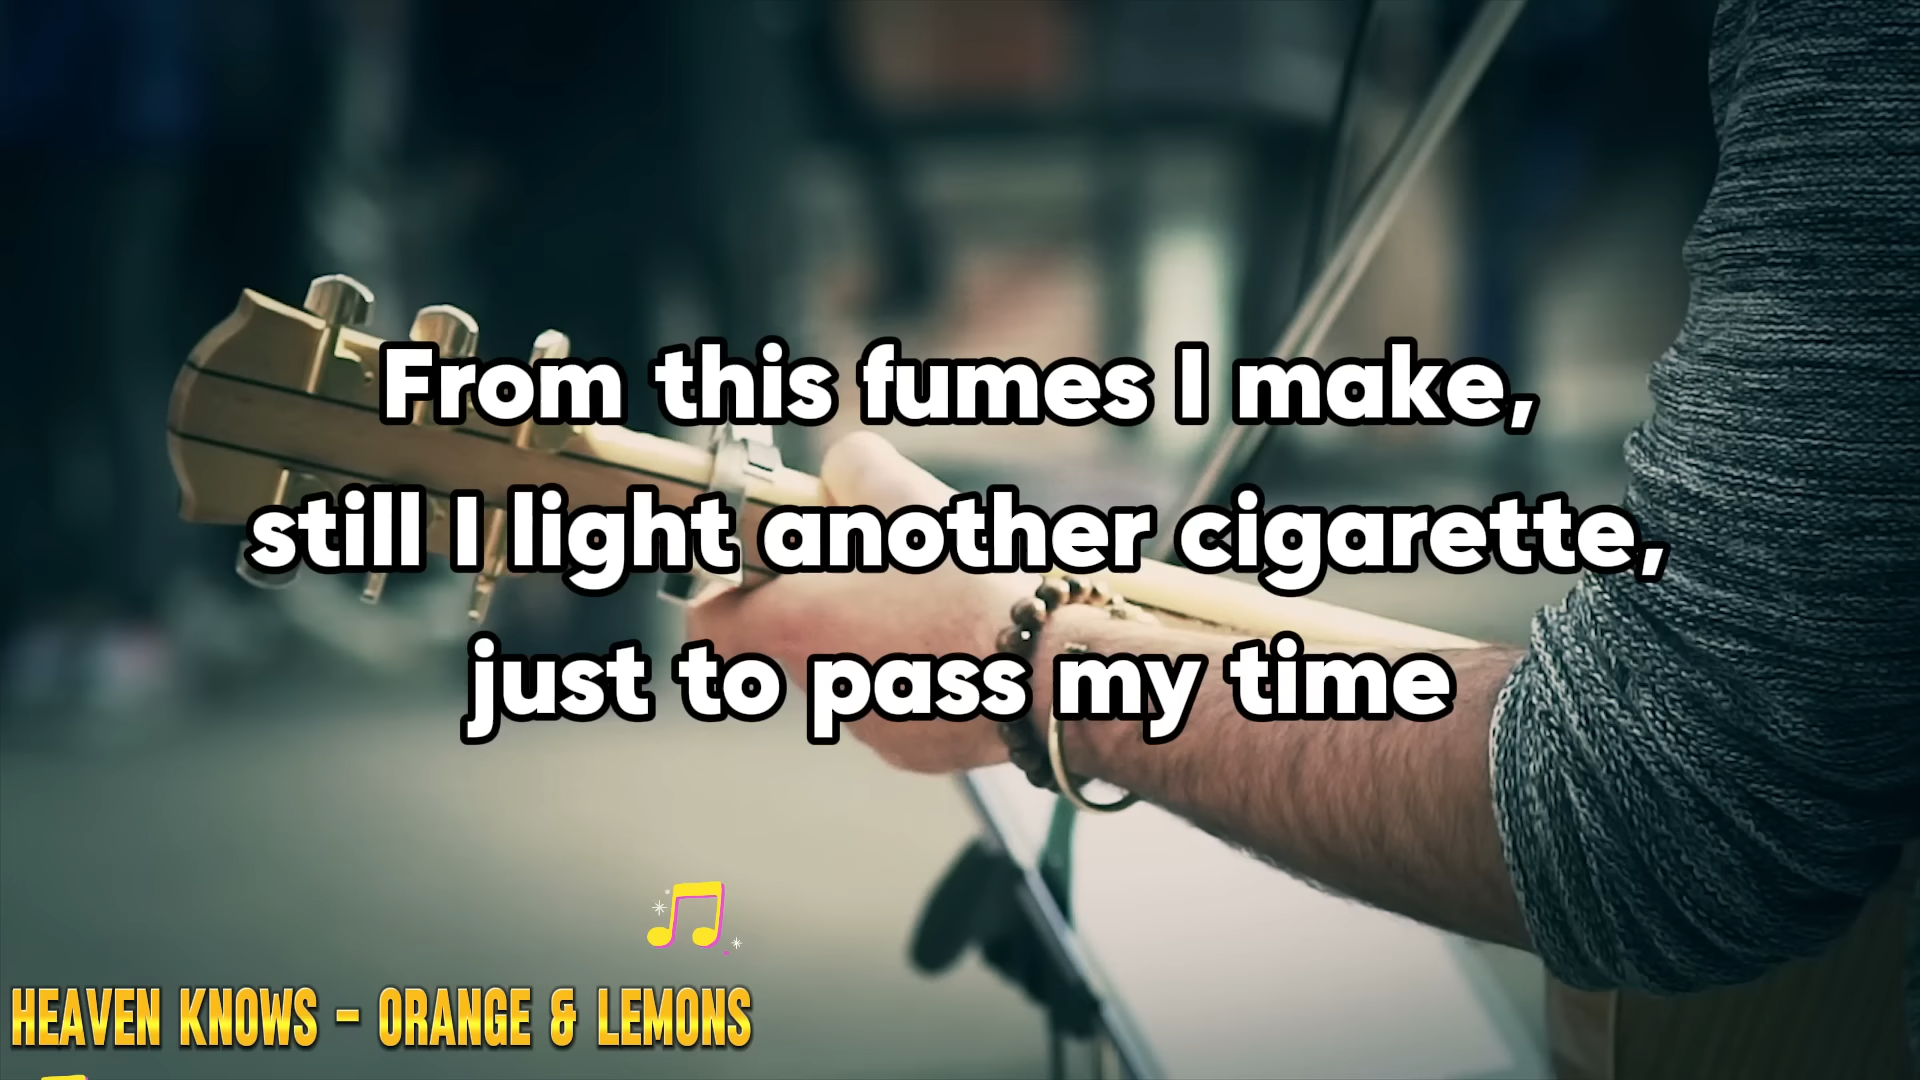 From this fumes I make,
still I light another cigarette,
just to pass my time
HEAVEN KNOWS - ORANGE & LEMONS